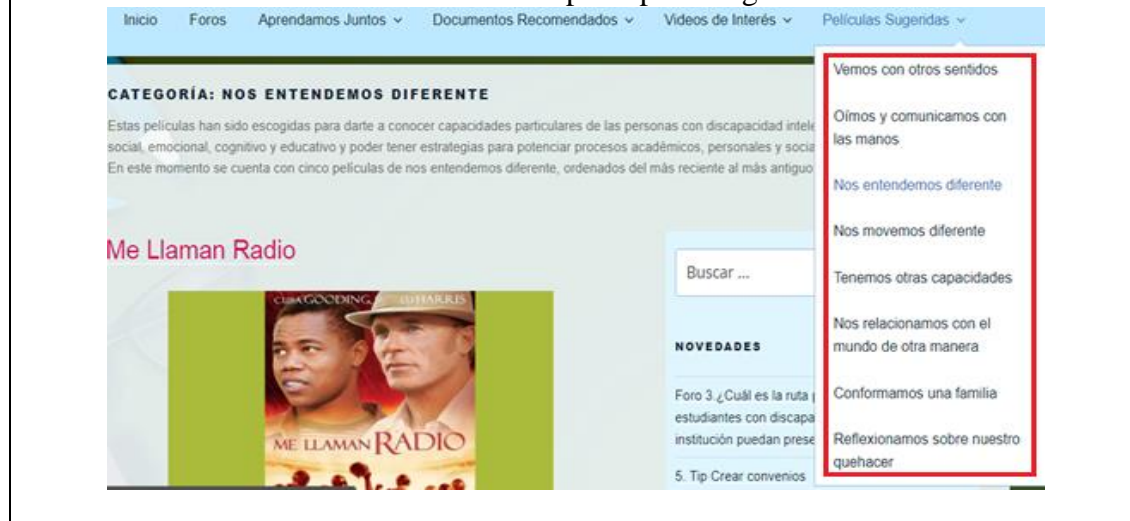 Inicio Foros Aprendamos Juntos Documentos Recomendados Videos de Interés Películas Sugeridas
CATEGORÍA: NOS ENTENDEMOS DIFERENTE
Estas películas han sido escogidas para darte a conocer capacidades particulares de las personas con discapacidad
social, emocional, cognitivo y educativo y poder tener estrategias para potenciar procesos académicos, personales y
En este momento se cuenta con cinco películas de nos entendemos diferente, ordenados del más reciente al más antiguo
Me Llaman Radio
CUBA GOODING HARRIS
ME LLAMAN RADIO
Buscar ...
NOVEDADES
Foro 3.¿Cuál es la ruta
estudiantes con
institución puedan
5. Tip Crear convenios
Vemos con otros sentidos
Oímos y comunicamos con
las manos
Nos entendemos diferente
Nos movemos diferente
Tenemos otras capacidades
Nos relacionamos con el
mundo de otra manera
Conformamos una familia
Reflexionamos sobre nuestro
quehacer